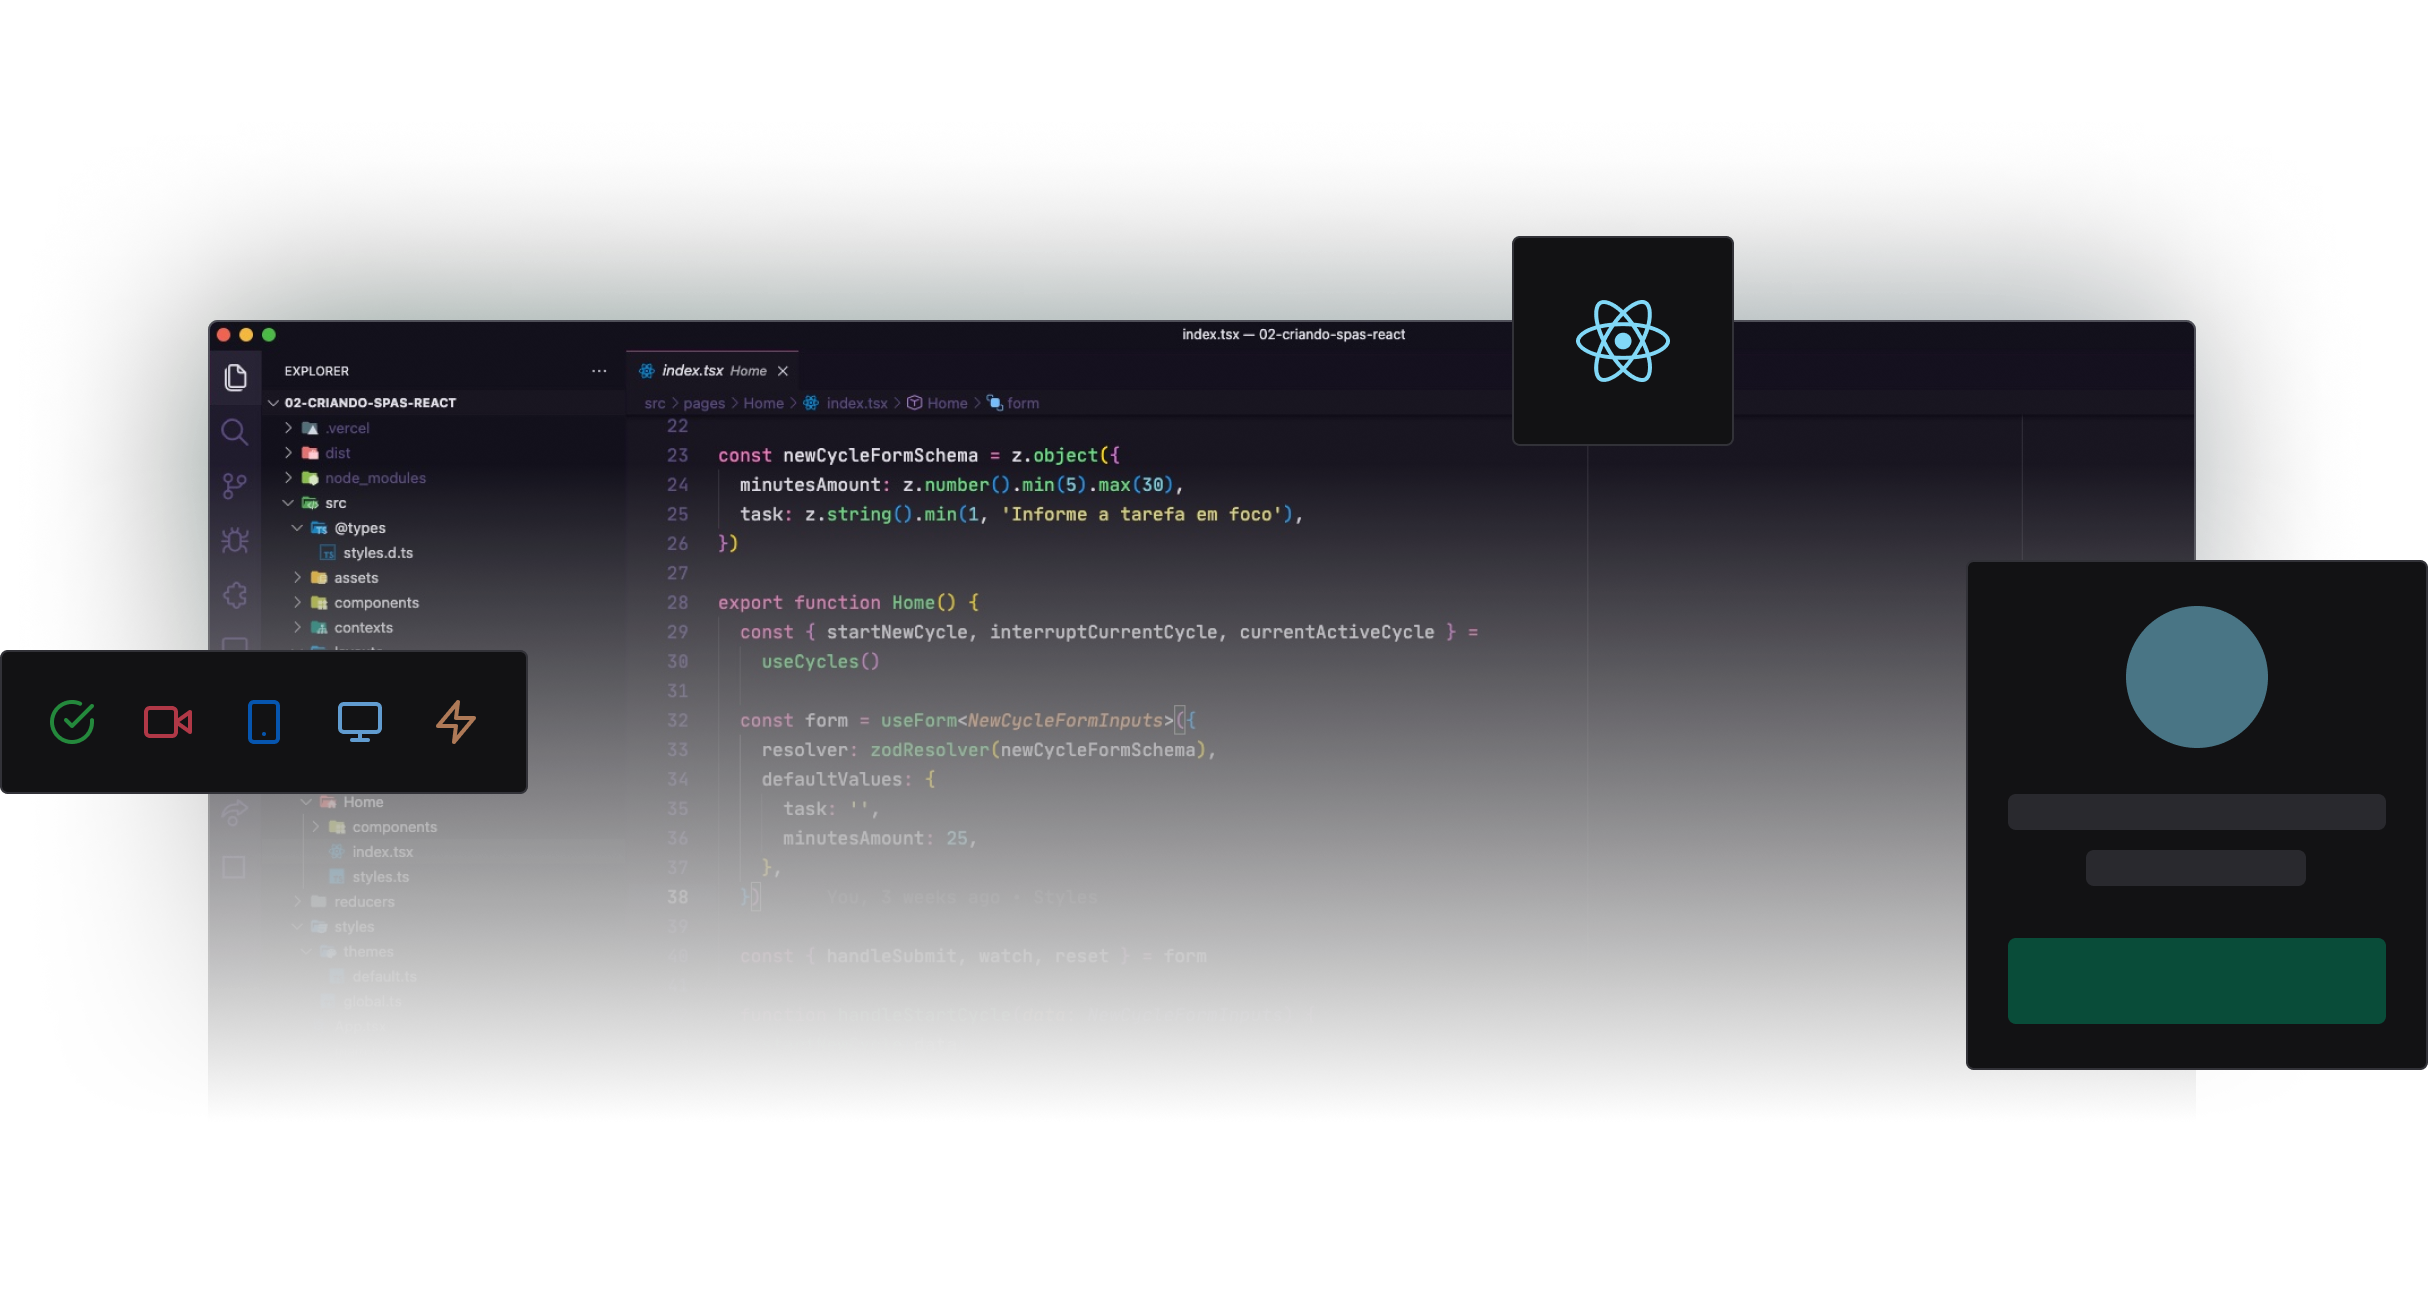 index.tsx — 02-criando-spas-react
EXPLORER
02-CRIANDO-SPAS-REACT
.vercel
dist
node_modules
src
@types
styles.d.ts
assets
components
contexts
Home
components
index.tsx
styles.ts
reducers
styles
themes
default.ts
global.ts
index.tsx Home
src > pages > Home > index.tsx > Home > form
22
23 const newCycleFormSchema = z.object({
24 minutesAmount: z.number().min(5).max(30),
25 task: z.string().min(1, 'Informe a tarefa em foco'),
26 })
27
28 export function Home() {
29 const { startNewCycle, interruptCurrentCycle, currentActiveCycle } =
30 useCycles()
31
32 const form = useForm<NewCycleFormInputs>({
33 resolver: zodResolver(newCycleFormSchema),
34 defaultValues: {
35 task: '',
36 minutesAmount: 25,
37 },
38 }) You, 3 weeks ago • Styles
39
40 const { handleSubmit, watch, reset } = form